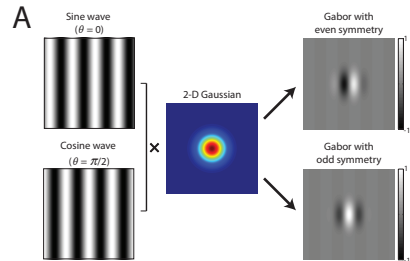 A
Sine wave
(θ = 0)
Cosine wave
(θ = π/2)
×
2-D Gaussian
Gabor with
even symmetry
1
-1
Gabor with
odd symmetry
1
-1